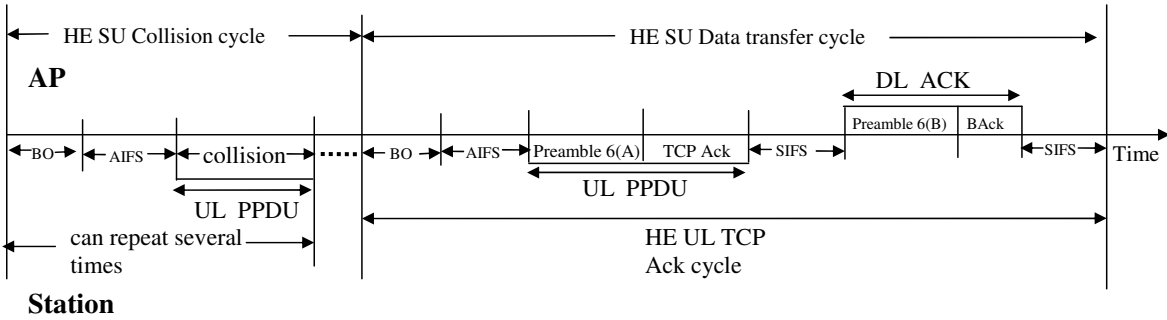 HE SU Collision cycle
HE SU Data transfer cycle
AP
DL ACK
Preamble 6(B)
BAck
BO
AIFS
collision
BO
AIFS
Preamble 6(A)
TCP Ack
SIFS
SIFS
Time
UL PPDU
UL PPDU
can repeat several
times
HE UL TCP
Ack cycle
Station